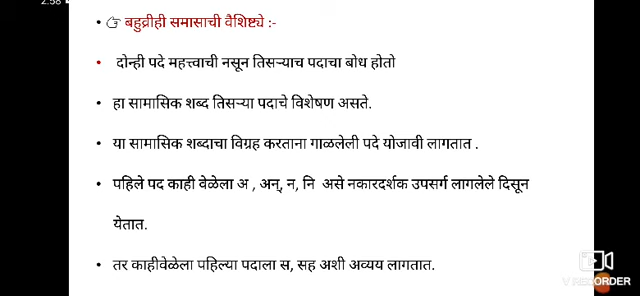 2:58
👉 बहुव्रीही समासाची वैशिष्ट्ये :-
• दोन्ही पदे महत्त्वाची नसून तिसऱ्याच पदाचा बोध होतो
• हा सामासिक शब्द तिसऱ्या पदाचे विशेषण असते.
• या सामासिक शब्दाचा विग्रह करताना गाळलेली पदे योजावी लागतात .
• पहिले पद काही वेळेला अ , अन्, न, नि असे नकारदर्शक उपसर्ग लागलेले दिसून
येतात.
• तर काहीवेळेला पहिल्या पदाला स, सह अशी अव्यय लागतात.
V RECORDER